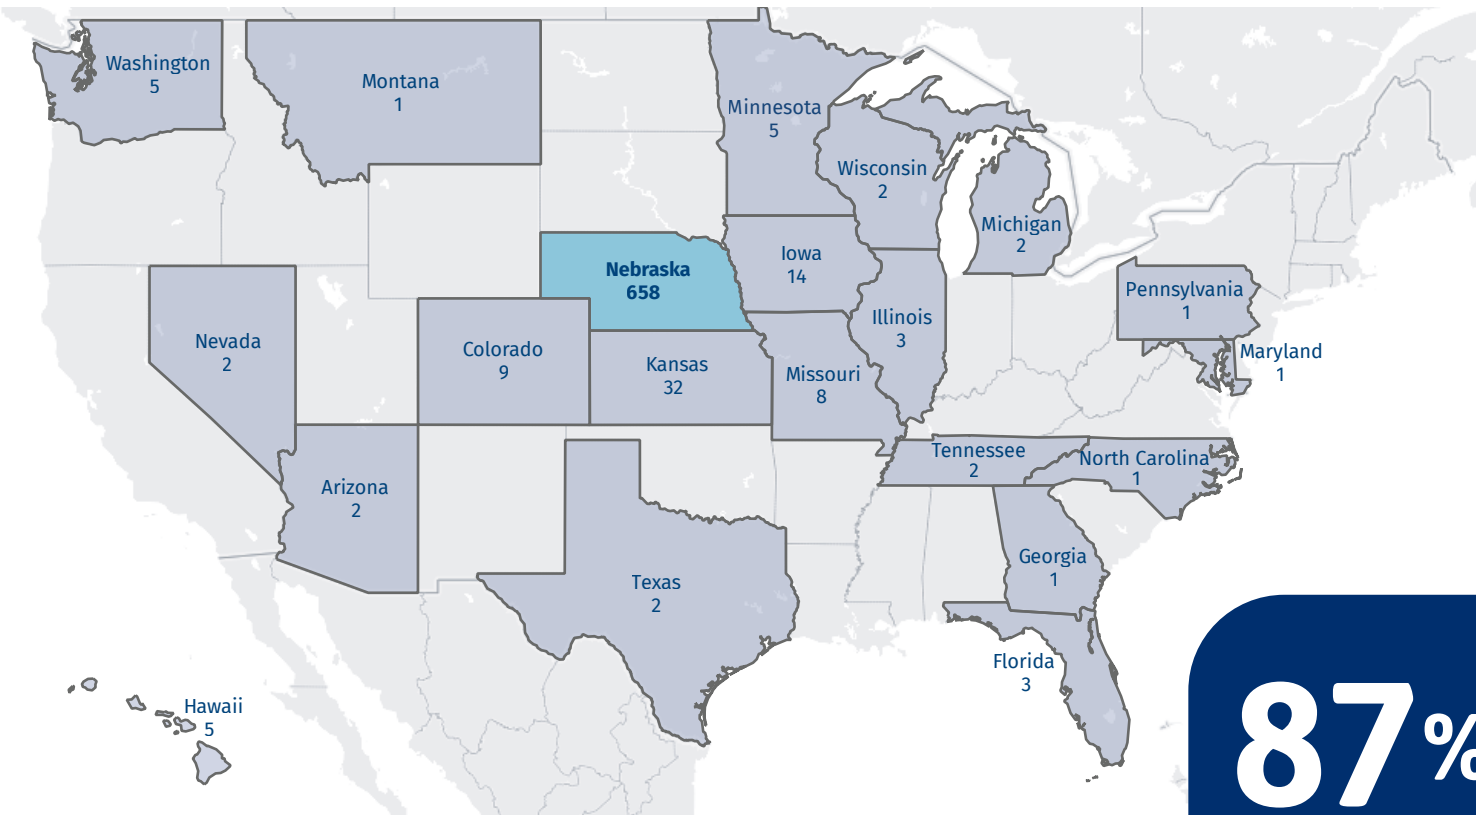 Washington
5
Montana
1
Minnesota
5
Wisconsin
2
Michigan
2
Nebraska
658
Iowa
14
Pennsylvania
1
Illinois
3
Nevada
2
Colorado
9
Kansas
32
Missouri
8
Maryland
1
Tennessee
2
North Carolina
1
Arizona
2
Georgia
1
Texas
2
Florida
3
Hawaii
5
87%